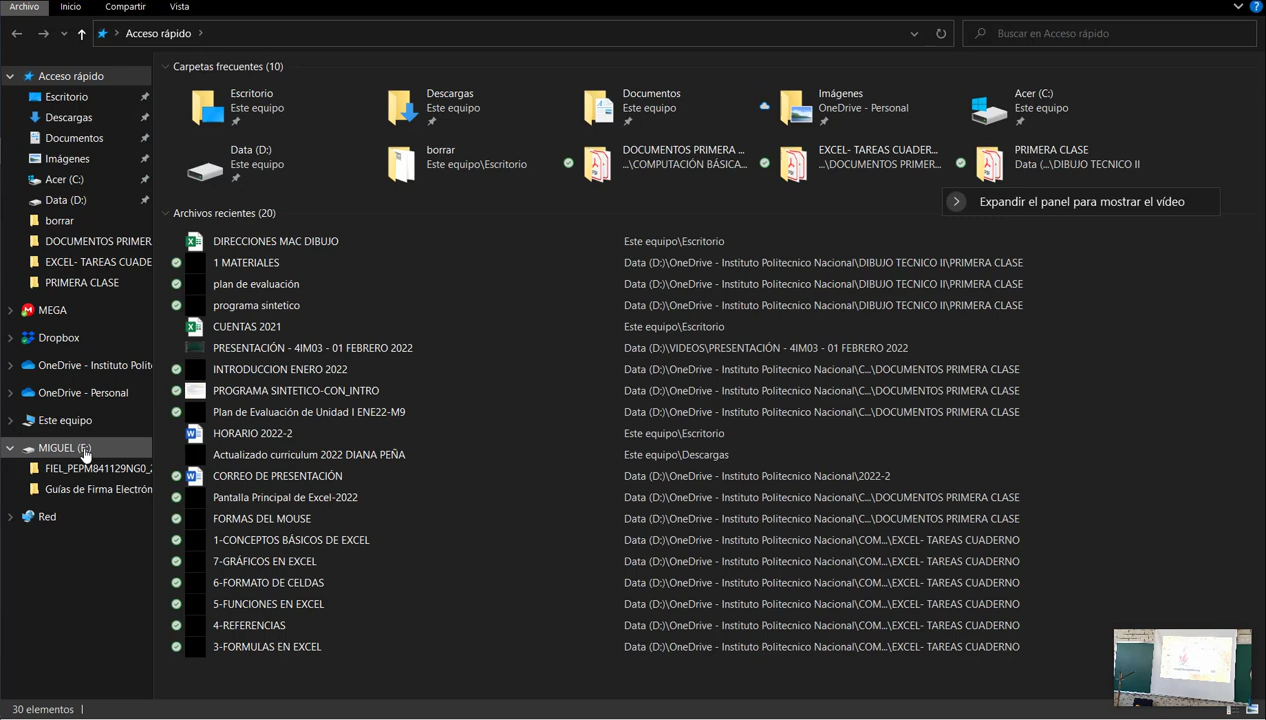 Archivo Inicio Compartir Vista
Acceso rápido
Buscar en Acceso rápido
Acceso rápido
Escritorio
Descargas
Documentos
Imágenes
Acer (C:)
Data (D:)
borrar
DOCUMENTOS PRIMER
EXCEL- TAREAS CUADE
PRIMERA CLASE
MEGA
Dropbox
OneDrive - Instituto Polit
OneDrive - Personal
Este equipo
MIGUEL (F:)
FIEL_PEPM841129NG0_2
Guías de Firma Electrón
Red
Carpetas frecuentes (10)
Escritorio
Este equipo
Descargas
Este equipo
Documentos
Este equipo
Imágenes
OneDrive - Personal
Acer (C:)
Este equipo
Data (D:)
Este equipo
borrar
Este equipo\Escritorio
DOCUMENTOS PRIMERA ...
...\COMPUTACIÓN BÁSICA...
EXCEL- TAREAS CUADER...
...\DOCUMENTOS PRIMER...
PRIMERA CLASE
Data (...\DIBUJO TECNICO II
Expandir el panel para mostrar el vídeo
Archivos recientes (20)
DIRECCIONES MAC DIBUJO Este equipo\Escritorio
1 MATERIALES Data (D:)\OneDrive - Instituto Politecnico Nacional\DIBUJO TECNICO II\PRIMERA CLASE
plan de evaluación Data (D:)\OneDrive - Instituto Politecnico Nacional\DIBUJO TECNICO II\PRIMERA CLASE
programa sintetico Data (D:)\OneDrive - Instituto Politecnico Nacional\DIBUJO TECNICO II\PRIMERA CLASE
CUENTAS 2021 Este equipo\Escritorio
PRESENTACIÓN - 4IM03 - 01 FEBRERO 2022 Data (D:)\VIDEOS\PRESENTACIÓN - 4IM03 - 01 FEBRERO 2022
INTRODUCCION ENERO 2022 Data (D:)\OneDrive - Instituto Politecnico Nacional\C...\DOCUMENTOS PRIMERA CLASE
PROGRAMA SINTETICO-CON_INTRO Data (D:)\OneDrive - Instituto Politecnico Nacional\C...\DOCUMENTOS PRIMERA CLASE
Plan de Evaluación de Unidad I ENE22-M9 Data (D:)\OneDrive - Instituto Politecnico Nacional\C...\DOCUMENTOS PRIMERA CLASE
HORARIO 2022-2 Este equipo\Escritorio
Actualizado curriculum 2022 DIANA PEÑA Este equipo\Descargas
CORREO DE PRESENTACIÓN Data (D:)\OneDrive - Instituto Politecnico Nacional\2022-2
Pantalla Principal de Excel-2022 Data (D:)\OneDrive - Instituto Politecnico Nacional\C...\DOCUMENTOS PRIMERA CLASE
FORMAS DEL MOUSE Data (D:)\OneDrive - Instituto Politecnico Nacional\C...\DOCUMENTOS PRIMERA CLASE
1-CONCEPTOS BÁSICOS DE EXCEL Data (D:)\OneDrive - Instituto Politecnico Nacional\COM...\EXCEL- TAREAS CUADERNO
7-GRÁFICOS EN EXCEL Data (D:)\OneDrive - Instituto Politecnico Nacional\COM...\EXCEL- TAREAS CUADERNO
6-FORMATO DE CELDAS Data (D:)\OneDrive - Instituto Politecnico Nacional\COM...\EXCEL- TAREAS CUADERNO
5-FUNCIONES EN EXCEL Data (D:)\OneDrive - Instituto Politecnico Nacional\COM...\EXCEL- TAREAS CUADERNO
4-REFERENCIAS Data (D:)\OneDrive - Instituto Politecnico Nacional\COM...\EXCEL- TAREAS CUADERNO
3-FORMULAS EN EXCEL Data (D:)\OneDrive - Instituto Politecnico Nacional\COM...\EXCEL- TAREAS CUADERNO
30 elementos